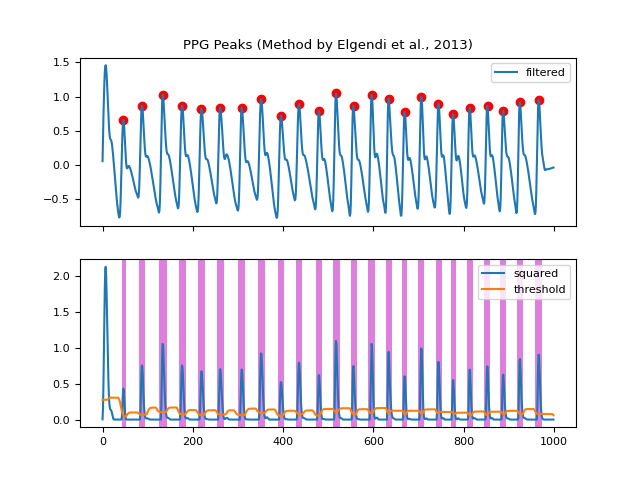 PPG Peaks (Method by Elgendi et al., 2013)
1.5
1.0
0.5
0.0
−0.5
filtered
2.0
1.5
1.0
0.5
0.0
squared
threshold
0 200 400 600 800 1000